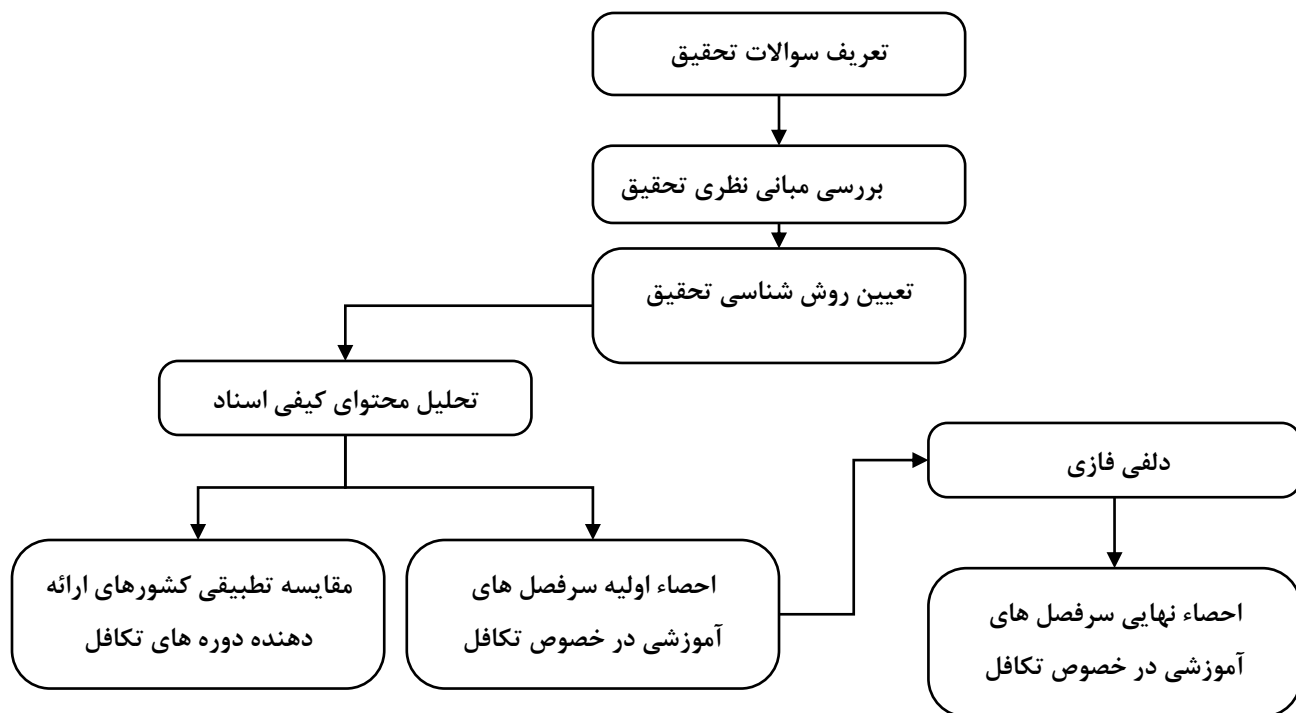 تعریف سوالات تحقیق
بررسی مبانی نظری تحقیق
تعیین روش شناسی تحقیق
تحلیل محتوای کیفی اسناد
دلفی فازی
احصاء اولیه سرفصل های
آموزشی در خصوص تکافل
مقایسه تطبیقی کشورهای ارائه
دهنده دوره های تکافل
احصاء نهایی سرفصل های
آموزشی در خصوص تکافل